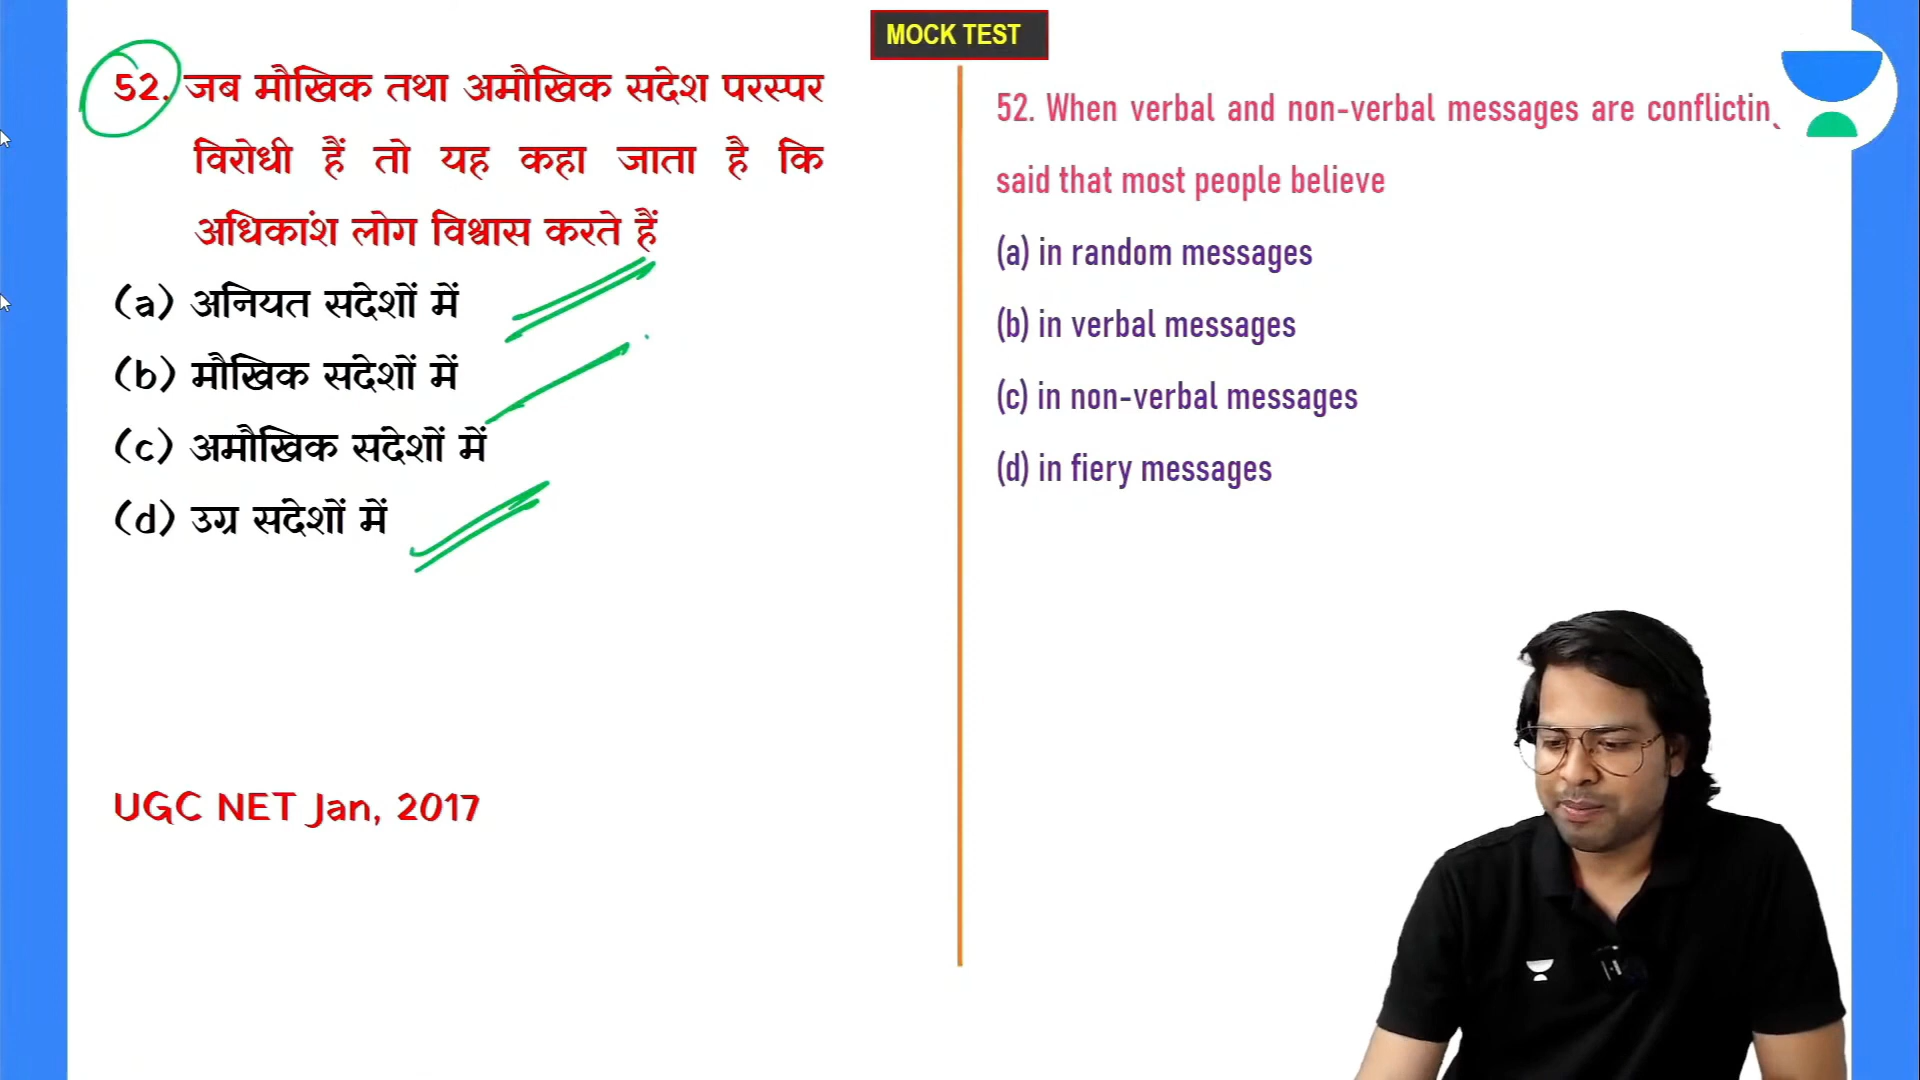 MOCK TEST
52. जब मौखिक तथा अमौखिक संदेश परस्पर
विरोधी हैं तो यह कहा जाता है कि
अधिकांश लोग विश्वास करते हैं
(a) अनियत संदेशों में
(b) मौखिक संदेशों में
(c) अमौखिक संदेशों में
(d) उग्र संदेशों में
UGC NET Jan, 2017
52. When verbal and non-verbal messages are conflictin
said that most people believe
(a) in random messages
(b) in verbal messages
(c) in non-verbal messages
(d) in fiery messages